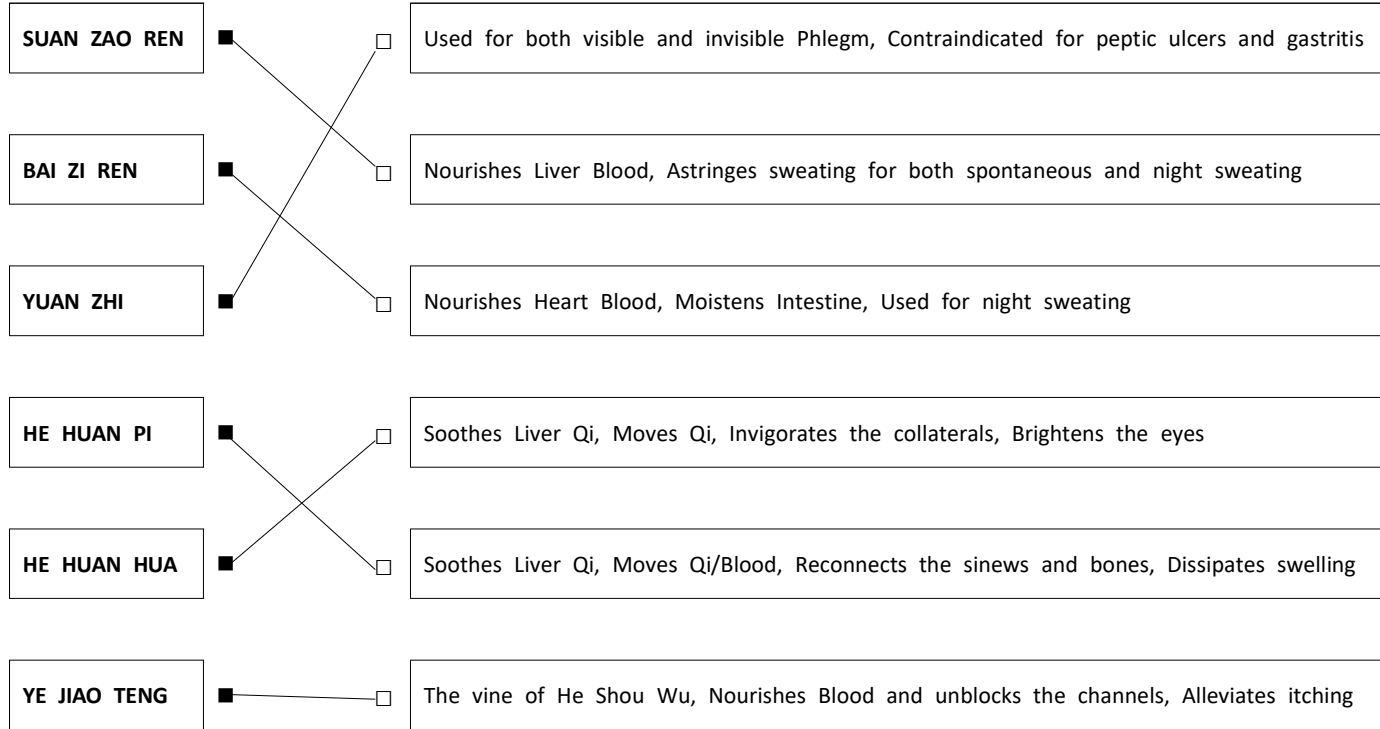 SUAN ZAO REN
Used for both visible and invisible Phlegm, Contraindicated for peptic ulcers and gastritis
BAI ZI REN
Nourishes Liver Blood, Astringes sweating for both spontaneous and night sweating
YUAN ZHI
Nourishes Heart Blood, Moistens Intestine, Used for night sweating
HE HUAN PI
Soothes Liver Qi, Moves Qi, Invigorates the collaterals, Brightens the eyes
HE HUAN HUA
Soothes Liver Qi, Moves Qi/Blood, Reconnects the sinews and bones, Dissipates swelling
YE JIAO TENG
The vine of He Shou Wu, Nourishes Blood and unblocks the channels, Alleviates itching